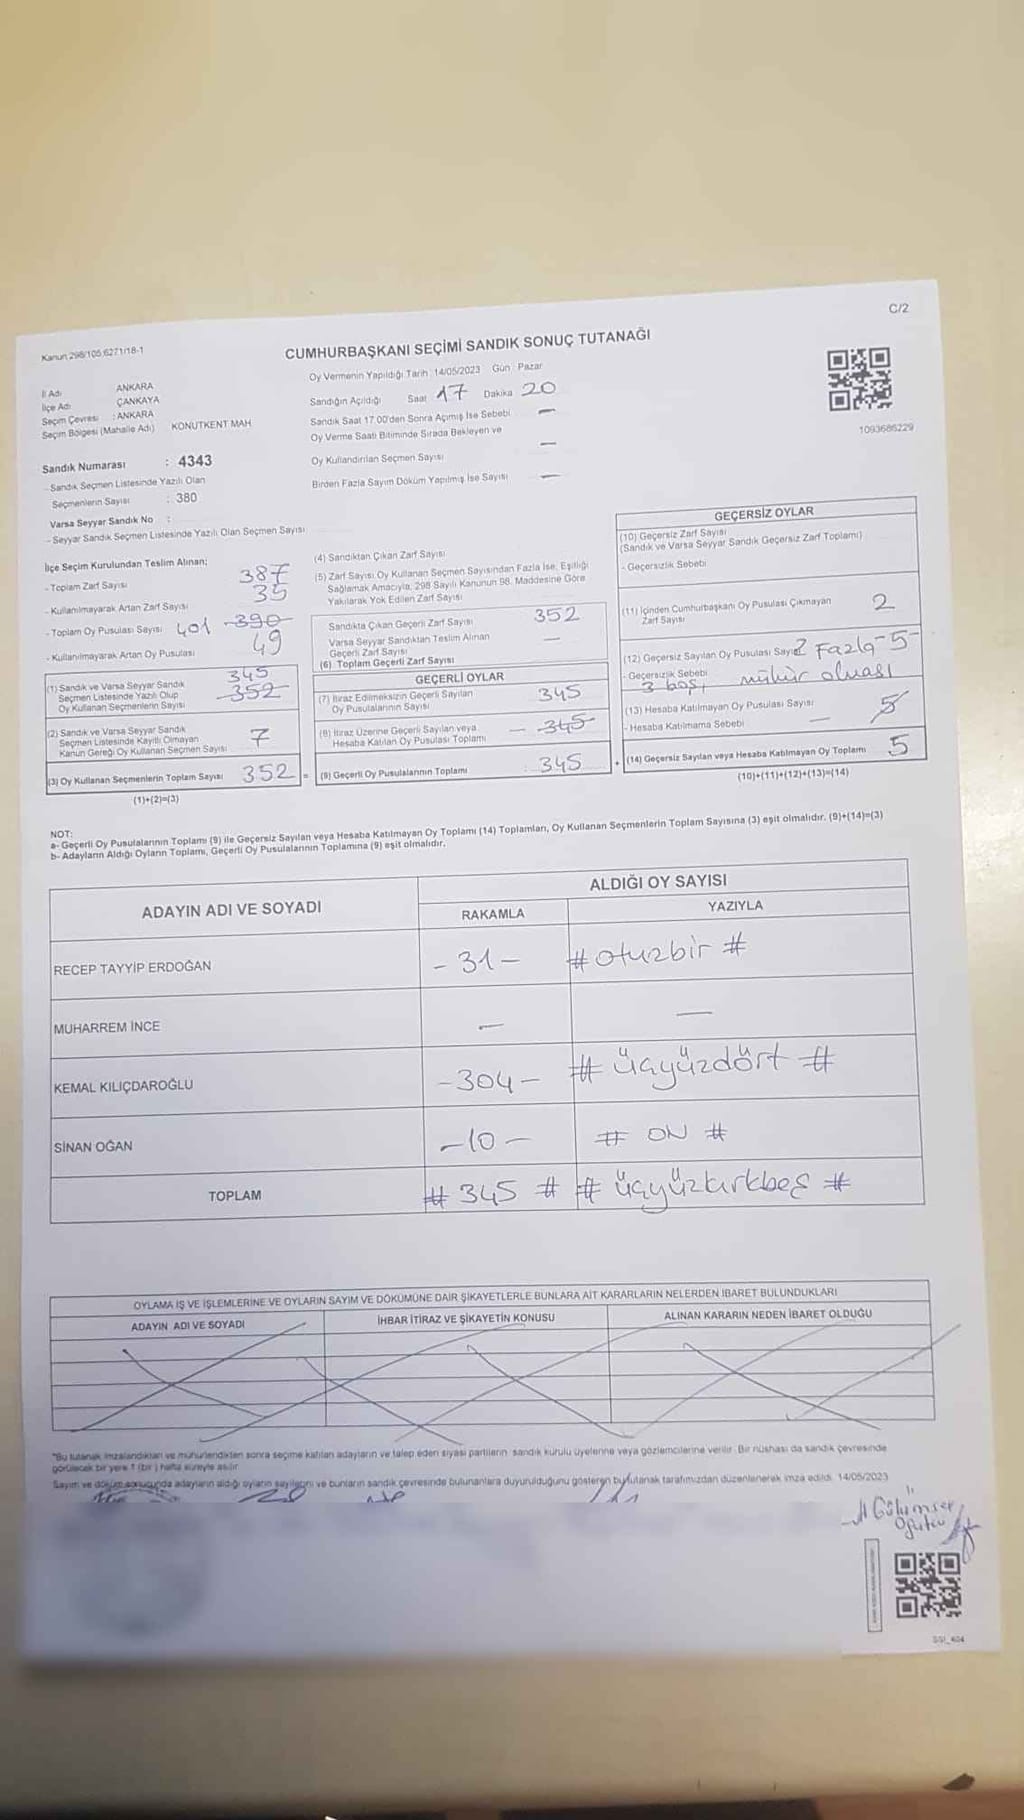 C/2
Kanun 298/105,6271/18-1
CUMHURBAŞKANI SEÇİMİ SANDIK SONUÇ TUTANAĞI
İl Adı : ANKARA
İlçe Adı : ÇANKAYA
Seçim Çevresi : ANKARA
Seçim Bölgesi (Mahalle Adı) KONUTKENT MAH.
Sandık Numarası : 4343
- Sandık Seçmen Listesinde Yazılı Olan
Seçmenlerin Sayısı : 380
Varsa Seyyar Sandık No :
- Seyyar Sandık Seçmen Listesinde Yazılı Olan Seçmen Sayısı
Oy Vermenin Yapıldığı Tarih : 14/05/2023 Gün : Pazar
Sandığın Açıldığı Saat 17 Dakika 20
Sandık Saat 17.00'den Sonra Açımış İse Sebebi —
Oy Verme Saati Bitiminde Sırada Bekleyen ve
Oy Kullandırılan Seçmen Sayısı —
Birden Fazla Sayım Döküm Yapılmış İse Sayısı —
1093686229
İlçe Seçim Kurulundan Teslim Alınan;
- Toplam Zarf Sayısı 387
- Kullanılmayarak Artan Zarf Sayısı 35
- Toplam Oy Pusulası Sayısı 401 390
- Kullanılmayarak Artan Oy Pusulası 49
345
(1) Sandık ve Varsa Seyyar Sandık
Seçmen Listesinde Yazılı Olup 352
Oy Kullanan Seçmenlerin Sayısı
(2) Sandık ve Varsa Seyyar Sandık
Seçmen Listesinde Kayıtlı Olmayan 7
Kanun Gereği Oy Kullanan Seçmen Sayısı
(3) Oy Kullanan Seçmenlerin Toplam Sayısı 352 =
(1)+(2)=(3)
(4) Sandıktan Çıkan Zarf Sayısı
(5) Zarf Sayısı Oy Kullanan Seçmen Sayısından Fazla İse, Eşitliği
Sağlamak Amacıyla, 298 Sayılı Kanunun 98. Maddesine Göre
Yakılarak Yok Edilen Zarf Sayısı
Sandıkta Çıkan Geçerli Zarf Sayısı 352
Varsa Seyyar Sandıktan Teslim Alınan
Geçerli Zarf Sayısı —
(6) Toplam Geçerli Zarf Sayısı
GEÇERLİ OYLAR
(7) İtiraz Edilmeksizin Geçerli Sayılan
Oy Pusulalarının Sayısı 345
(8) İtiraz Üzerine Geçerli Sayılan veya
Hesaba Katılan Oy Pusulası Toplamı — 345
(9) Geçerli Oy Pusulalarının Toplamı : 345 +
GEÇERSİZ OYLAR
(10) Geçersiz Zarf Sayısı
(Sandık ve Varsa Seyyar Sandık Geçersiz Zarf Toplamı)
- Geçersizlik Sebebi
(11) İçinden Cumhurbaşkanı Oy Pusulası Çıkmayan
Zarf Sayısı 2
(12) Geçersiz Sayılan Oy Pusulası Sayısı 2 Fazla -5-
- Geçersizlik Sebebi mühür olması
3 boş,
(13) Hesaba Katılmayan Oy Pusulası Sayısı 5
- Hesaba Katılmama Sebebi —
(14) Geçersiz Sayılan veya Hesaba Katılmayan Oy Toplamı 5
(10)+(11)+(12)+(13)=(14)
NOT:
a- Geçerli Oy Pusulalarının Toplamı (9) ile Geçersiz Sayılan veya Hesaba Katılmayan Oy Toplamı (14) Toplamları, Oy Kullanan Seçmenlerin Toplam Sayısına (3) eşit olmalıdır. (9)+(14)=(3)
b- Adayların Aldığı Oyların Toplamı, Geçerli Oy Pusulalarının Toplamına (9) eşit olmalıdır.
ADAYIN ADI VE SOYADI
ALDIĞI OY SAYISI
RAKAMLA
YAZIYLA
RECEP TAYYİP ERDOĞAN - 31 - # otuzbir #
MUHARREM İNCE — —
KEMAL KILIÇDAROĞLU - 304 - # üçyüzdört #
SİNAN OĞAN - 10 - # ON #
TOPLAM # 345 # # üçyüzkırkbeş #
OYLAMA İŞ VE İŞLEMLERİNE VE OYLARIN SAYIM VE DÖKÜMÜNE DAİR ŞİKAYETLERLE BUNLARA AİT KARARLARIN NELERDEN İBARET BULUNDUKLARI
ADAYIN ADI VE SOYADI
İHBAR İTİRAZ VE ŞİKAYETİN KONUSU
ALINAN KARARIN NEDEN İBARET OLDUĞU
"Bu tutanak imzalandıktan ve mühürlendikten sonra seçime katılan adayların ve talep eden siyasi partilerin, sandık kurulu üyelerine veya gözlemcilerine verilir. Bir nüshası da sandık çevresinde
görülecek bir yere 1 (bir) hafta süreyle asılır.
Sayım ve döküm sonucunda adayların aldığı oyların sayılarını ve bunların sandık çevresinde bulunanlara duyurulduğunu gösteren bu tutanak tarafımızdan düzenlenerek imza edildi. 14/05/2023
Gülümser
Öğütcü
SSI_404